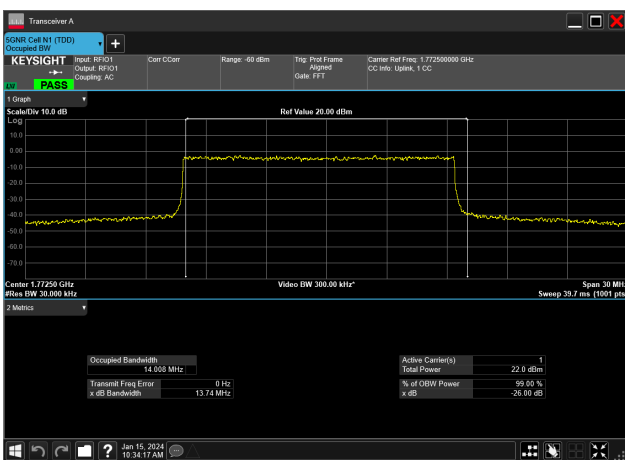 Transceiver A
5GNR Cell N1 (TDD)
Occupied BW
KEYSIGHT
Input: RFIO1
Output: RFIO1
Coupling: AC
Corr CCorr
Range: -60 dBm
Trig: Prot Frame
Aligned
Gate: FFT
Carrier Ref Freq: 1.772500000 GHz
CC Info: Uplink, 1 CC
PASS
1 Graph
Scale/Div 10.0 dB
Ref Value 20.00 dBm
Log
10.0
0.00
-10.0
-20.0
-30.0
-40.0
-50.0
-60.0
-70.0
Center 1.77250 GHz
Video BW 300.00 kHz*
Span 30 MHz
#Res BW 30.000 kHz
Sweep 39.7 ms (1001 pts
2 Metrics
Occupied Bandwidth
14.008 MHz
Active Carrier(s) 1
Total Power 22.0 dBm
Transmit Freq Error 0 Hz
x dB Bandwidth 13.74 MHz
% of OBW Power 99.00 %
x dB -26.00 dB
Jan 15, 2024
10:34:17 AM